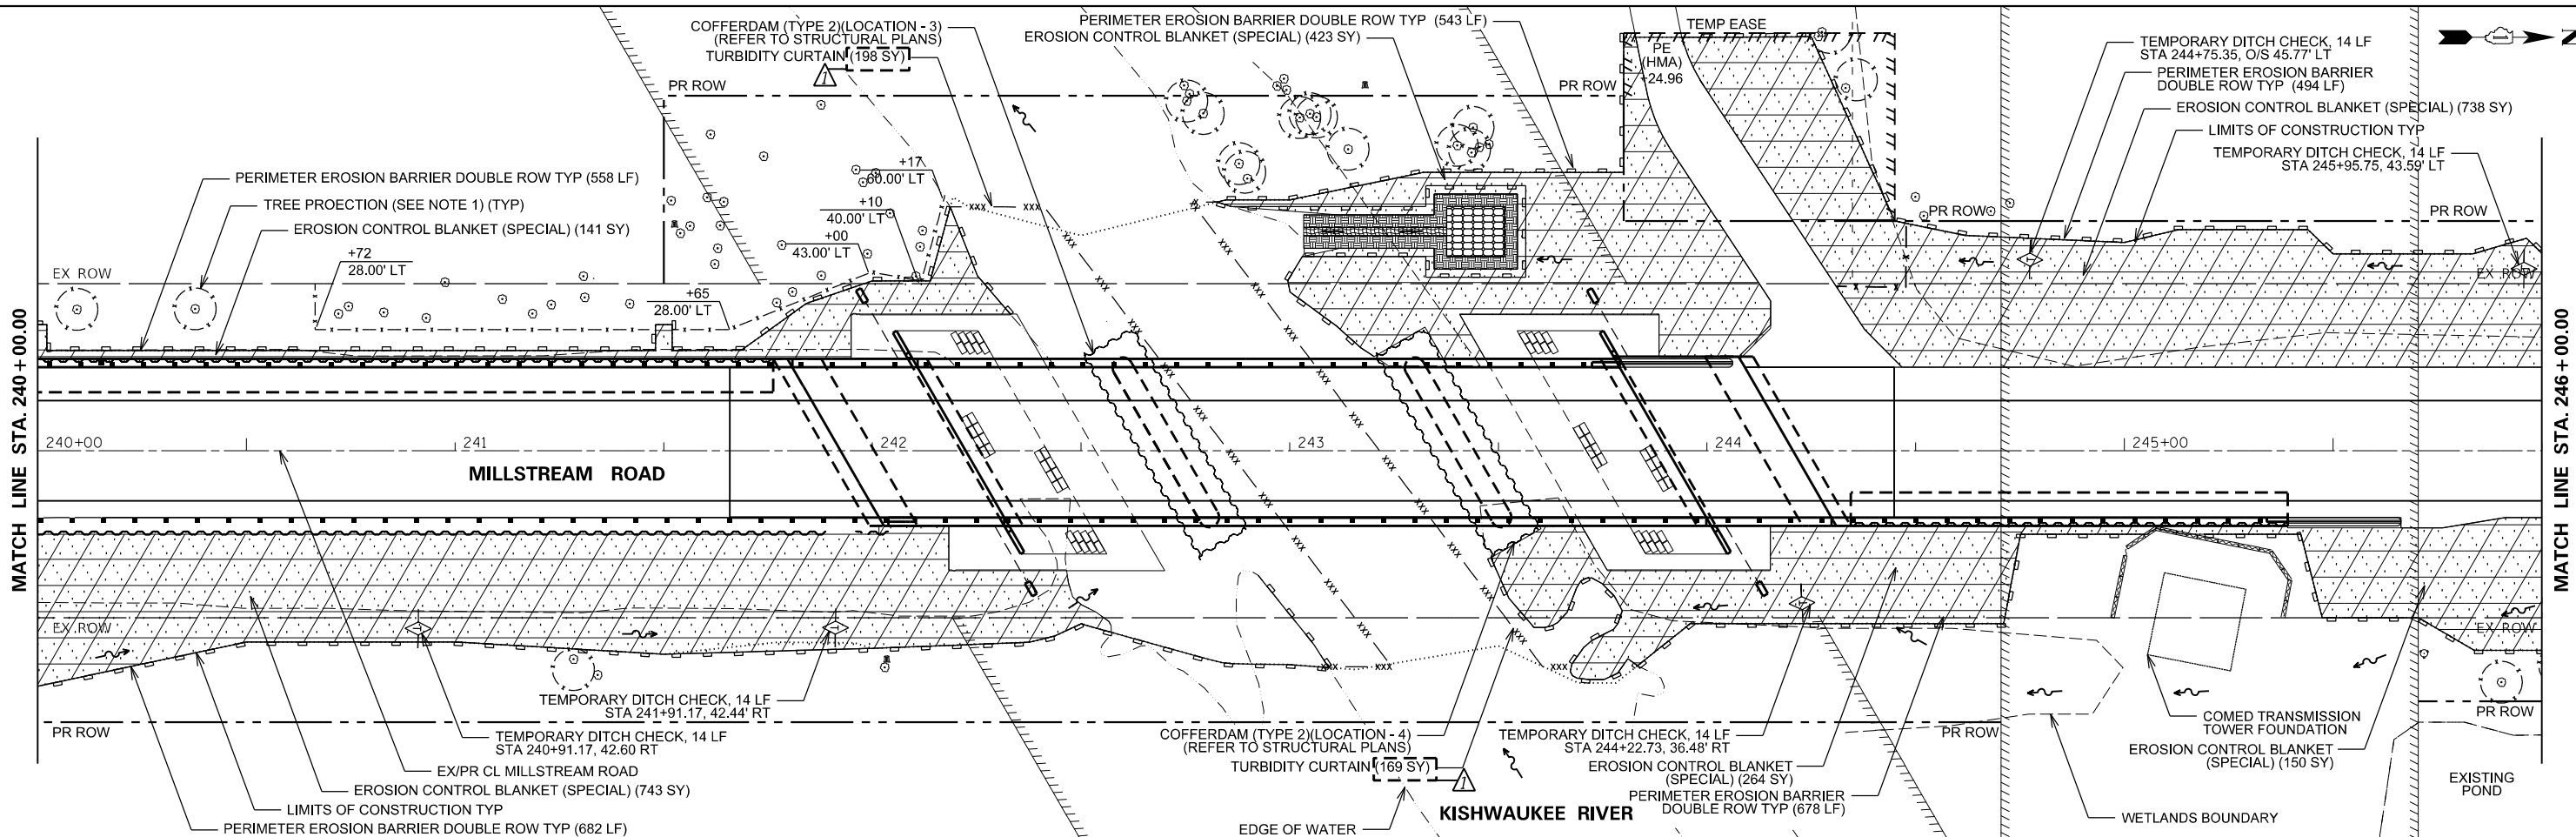 COFFERDAM (TYPE 2)(LOCATION - 3)
(REFER TO STRUCTURAL PLANS)
TURBIDITY CURTAIN (198 SY)
1
PERIMETER EROSION BARRIER DOUBLE ROW TYP (543 LF)
EROSION CONTROL BLANKET (SPECIAL) (423 SY)
TEMP EASE
PE
(HMA)
+24.96
TEMPORARY DITCH CHECK, 14 LF
STA 244+75.35, O/S 45.77' LT
PERIMETER EROSION BARRIER
DOUBLE ROW TYP (494 LF)
EROSION CONTROL BLANKET (SPECIAL) (738 SY)
LIMITS OF CONSTRUCTION TYP
TEMPORARY DITCH CHECK, 14 LF
STA 245+95.75, 43.59' LT
PR ROW
PR ROW
PERIMETER EROSION BARRIER DOUBLE ROW TYP (558 LF)
TREE PROECTION (SEE NOTE 1) (TYP)
EROSION CONTROL BLANKET (SPECIAL) (141 SY)
+17
60.00' LT
+10
40.00' LT
+00
43.00' LT
+72
28.00' LT
+65
28.00' LT
EX ROW
PR ROW
PR ROW
EX ROW
MATCH LINE STA. 240+00.00
MATCH LINE STA. 246+00.00
240+00
241
242
243
244
245+00
MILLSTREAM ROAD
EX ROW
EX ROW
PR ROW
PR ROW
PR ROW
TEMPORARY DITCH CHECK, 14 LF
STA 241+91.17, 42.44' RT
TEMPORARY DITCH CHECK, 14 LF
STA 240+91.17, 42.60 RT
EX/PR CL MILLSTREAM ROAD
EROSION CONTROL BLANKET (SPECIAL) (743 SY)
LIMITS OF CONSTRUCTION TYP
PERIMETER EROSION BARRIER DOUBLE ROW TYP (682 LF)
COFFERDAM (TYPE 2)(LOCATION - 4)
(REFER TO STRUCTURAL PLANS)
TURBIDITY CURTAIN (169 SY)
1
EDGE OF WATER
KISHWAUKEE RIVER
TEMPORARY DITCH CHECK, 14 LF
STA 244+22.73, 36.48' RT
EROSION CONTROL BLANKET
(SPECIAL) (264 SY)
PERIMETER EROSION BARRIER
DOUBLE ROW TYP (678 LF)
COMED TRANSMISSION
TOWER FOUNDATION
EROSION CONTROL BLANKET
(SPECIAL) (150 SY)
WETLANDS BOUNDARY
EXISTING
POND